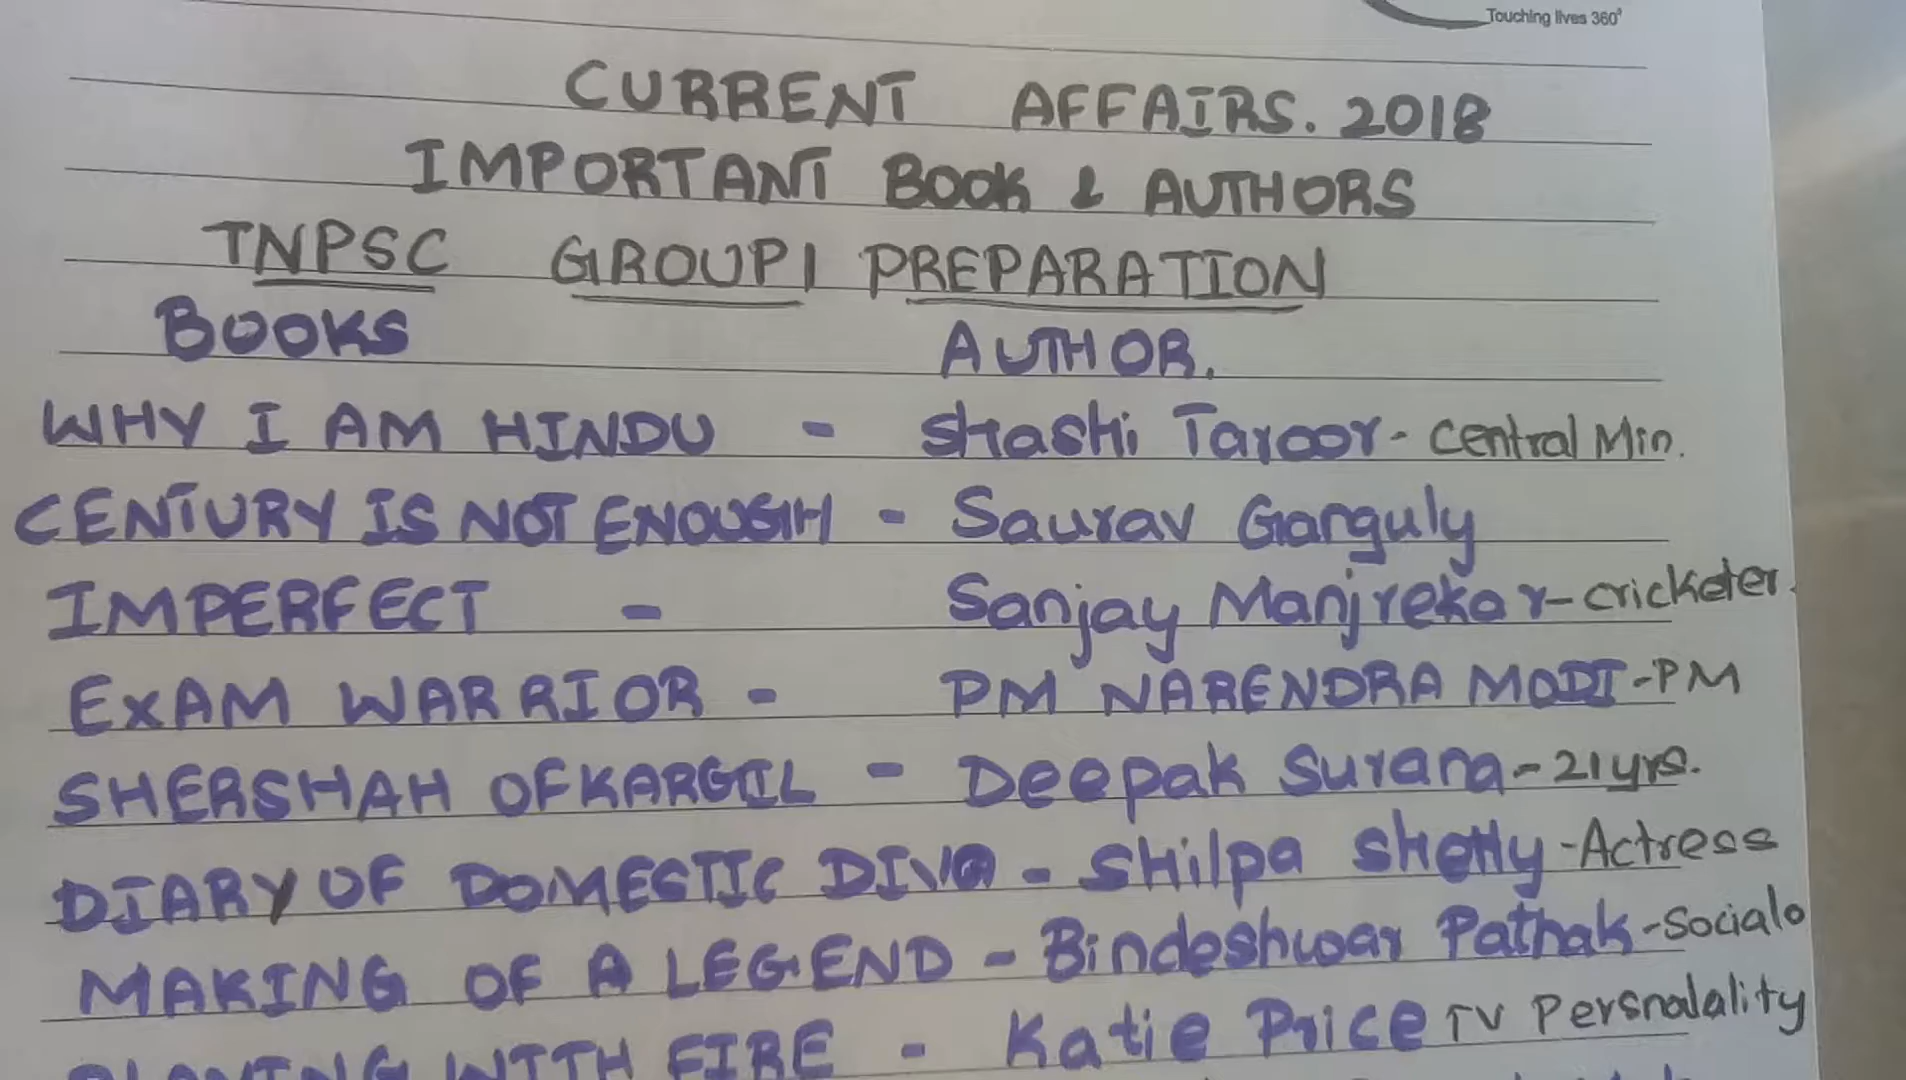 Touching lives 360°
CURRENT AFFAIRS. 2018
IMPORTANT BOOK & AUTHORS
TNPSC GROUP I PREPARATION
BOOKS AUTHOR.
WHY I AM HINDU - Shashi Taroor - Central Min.
CENTURY IS NOT ENOUGH - Saurav Ganguly
IMPERFECT - Sanjay Manjrekar - cricketer.
EXAM WARRIOR - PM NARENDRA MODI - PM
SHERSHAH OF KARGIL - Deepak Surana - 21 yrs.
DIARY OF DOMESTIC DIVA - Shilpa Shetty - Actress
MAKING OF A LEGEND - Bindeshwar Pathak - Socialo
PLAYING WITH FIRE - Katie Price TV Persnalality